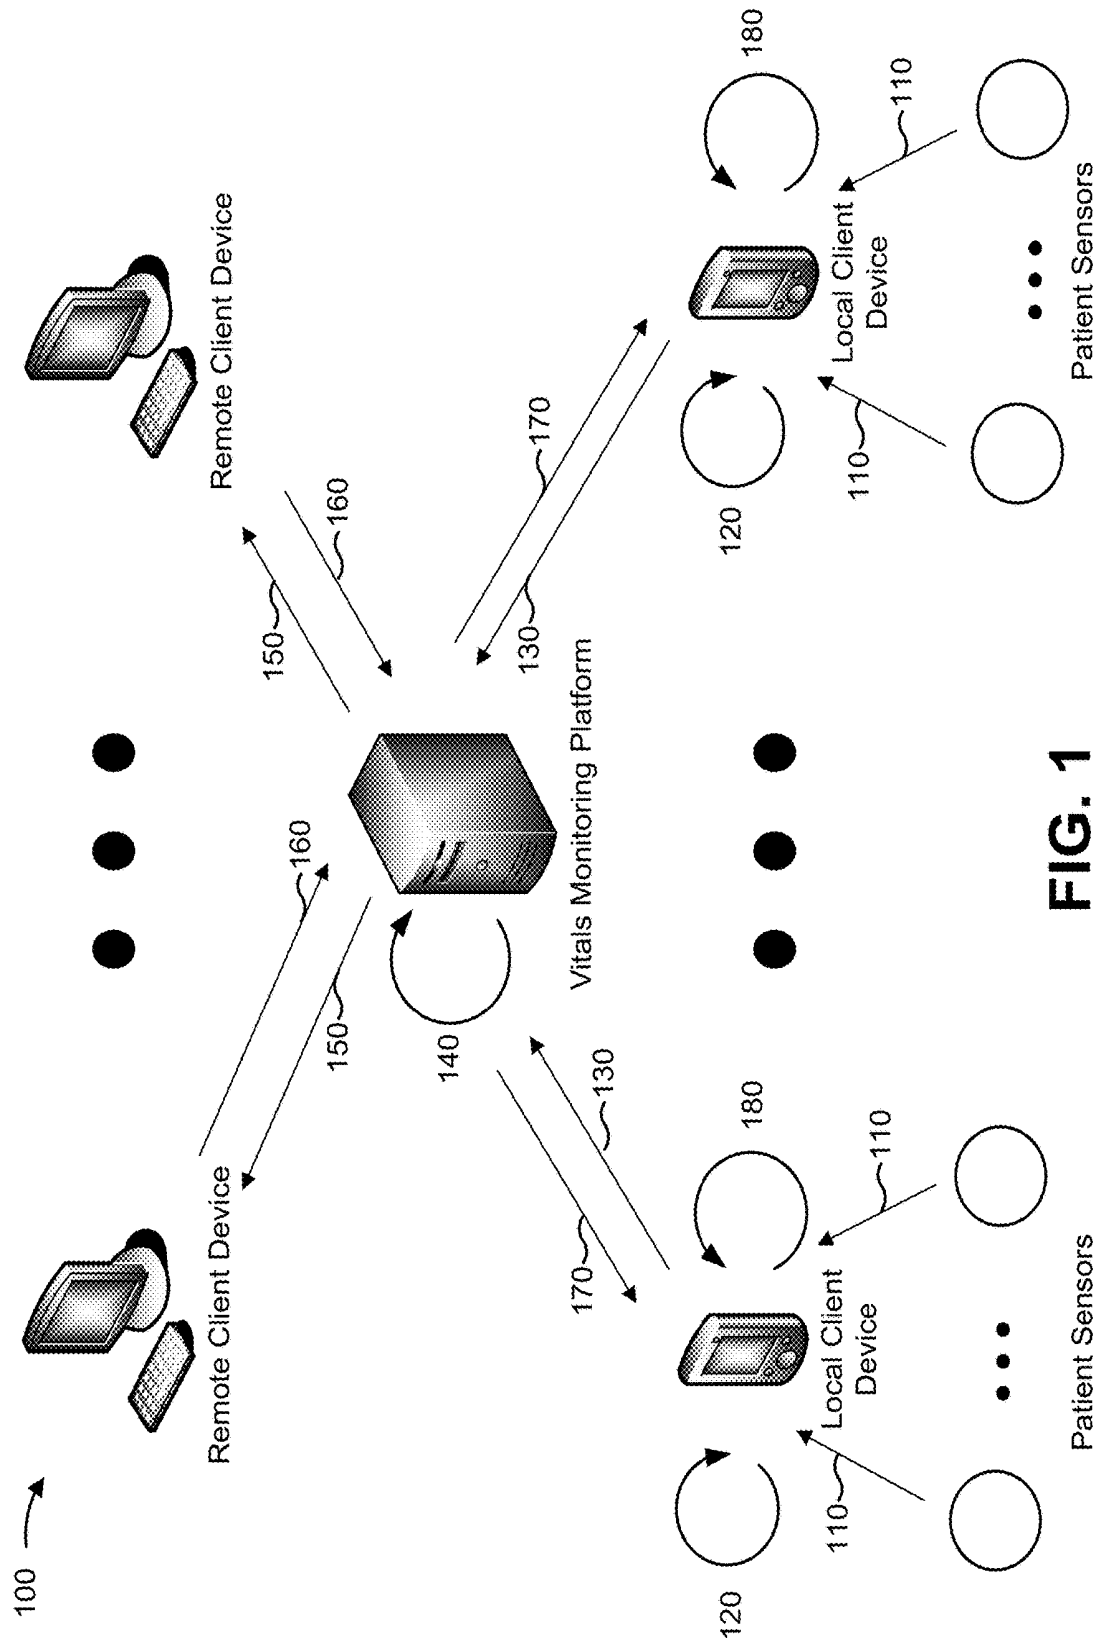 100
Remote Client Device
Remote Client Device
150
160
150
160
140
Vitals Monitoring Platform
170
130
130
170
120
180
120
180
Local Client
Device
Local Client
Device
110
110
110
110
Patient Sensors
Patient Sensors
FIG. 1